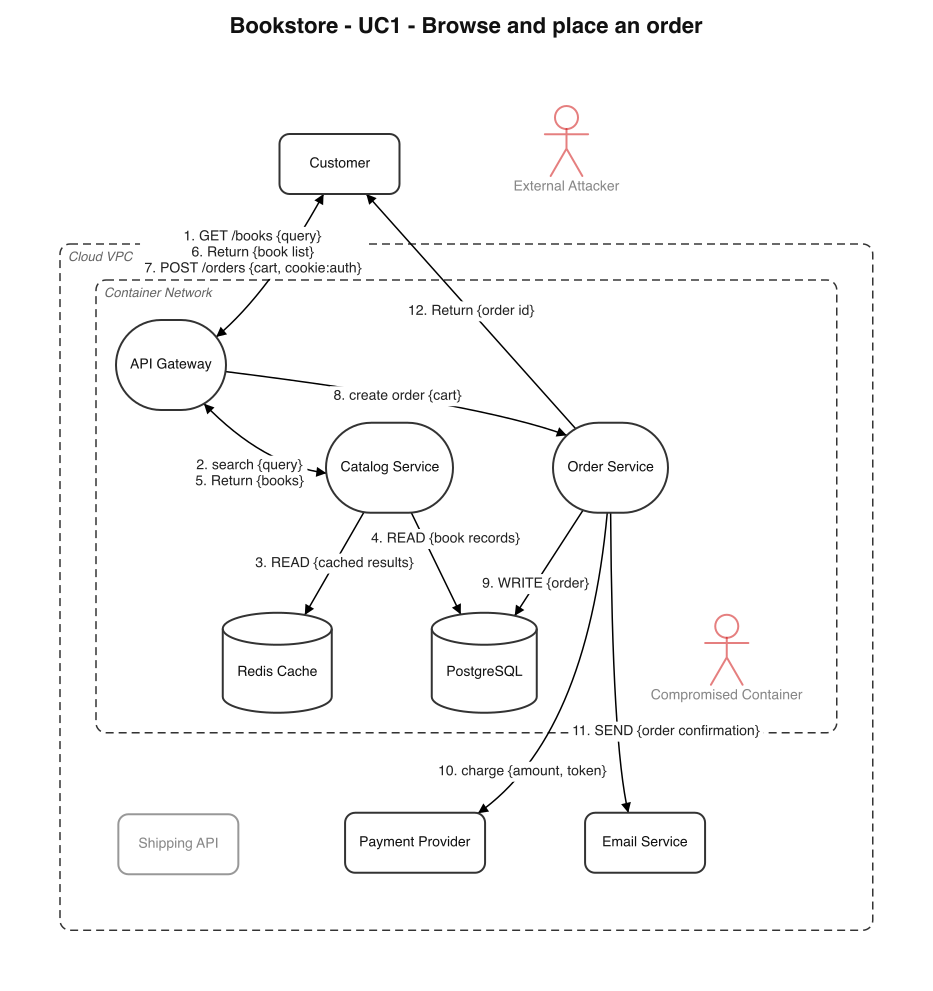 Bookstore - UC1 - Browse and place an order
Customer
External Attacker
1. GET /books {query}
6. Return {book list}
7. POST /orders {cart, cookie:auth}
Cloud VPC
Container Network
12. Return {order id}
API Gateway
8. create order {cart}
2. search {query}
5. Return {books}
Catalog Service
Order Service
4. READ {book records}
3. READ {cached results}
9. WRITE {order}
Redis Cache
PostgreSQL
Compromised Container
11. SEND {order confirmation}
10. charge {amount, token}
Shipping API
Payment Provider
Email Service